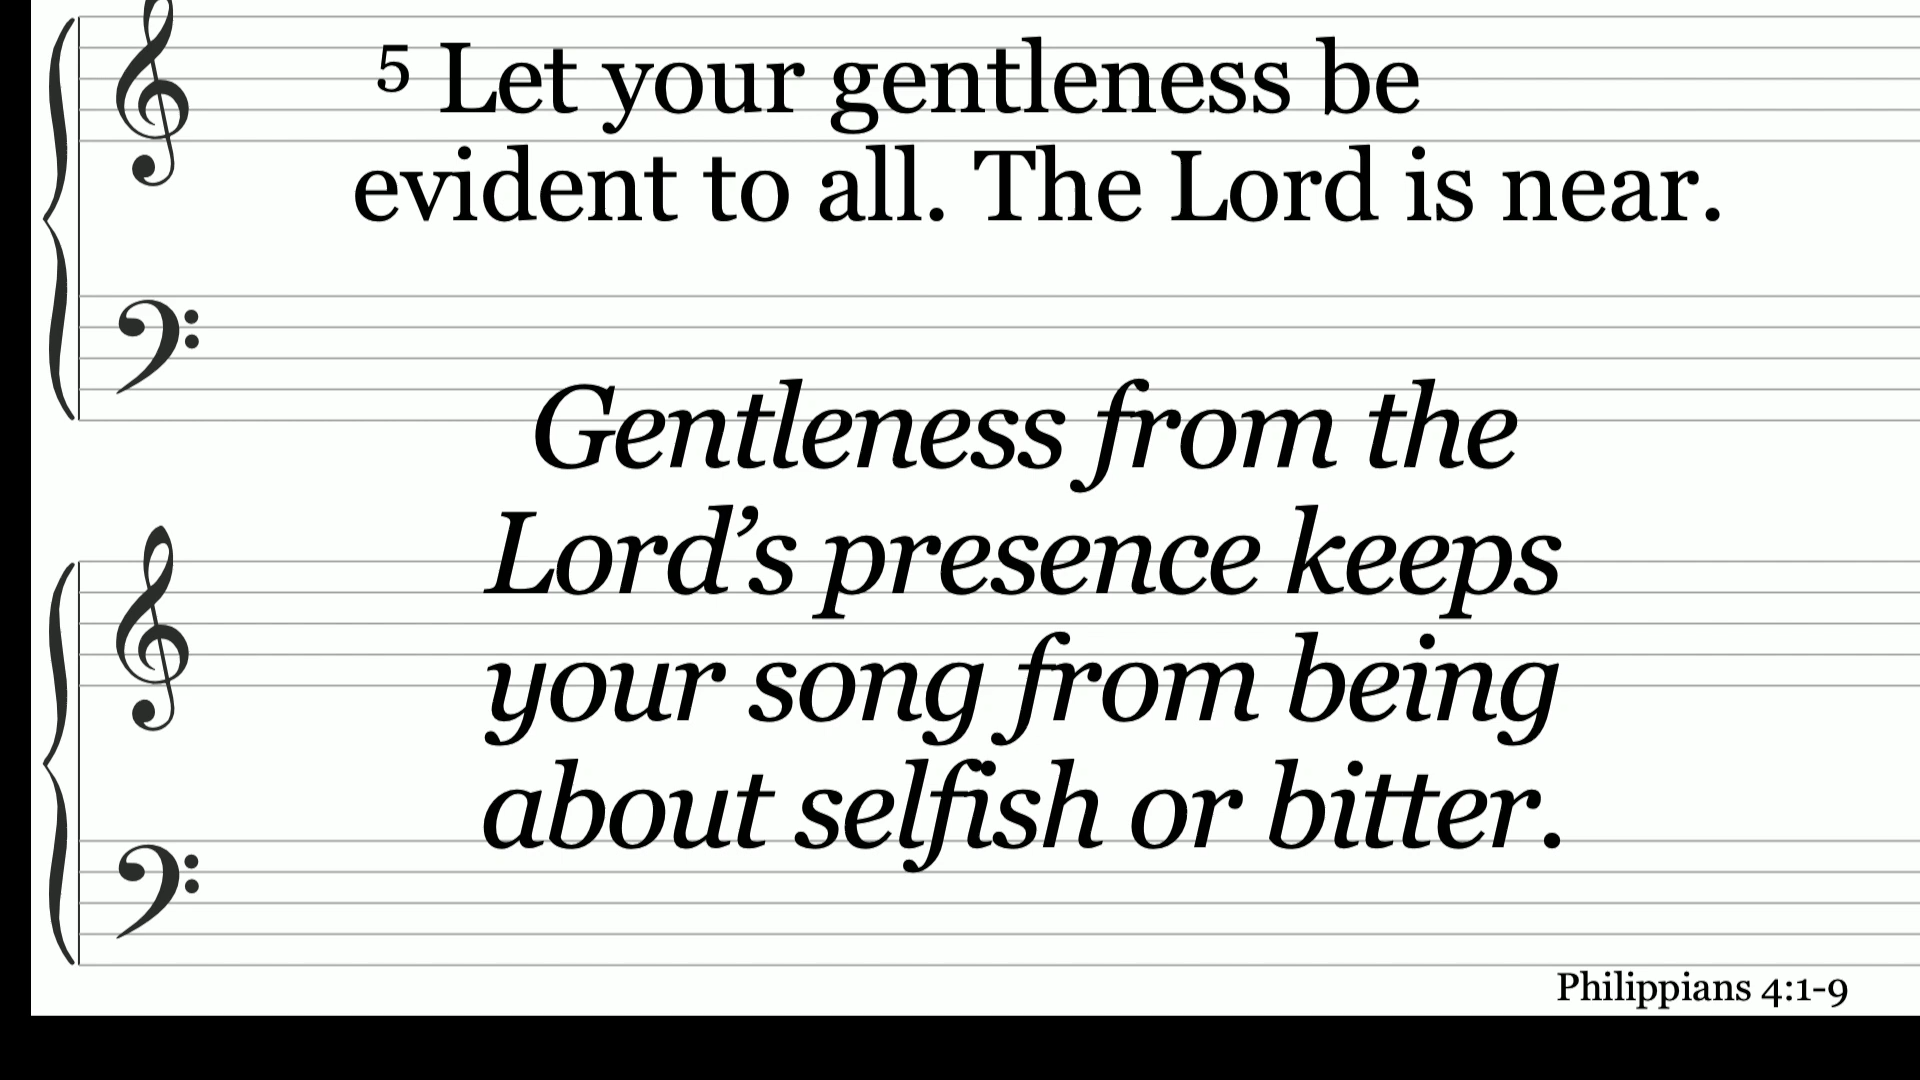 5 Let your gentleness be
evident to all. The Lord is near.
Gentleness from the
Lord’s presence keeps
your song from being
about selfish or bitter.
Philippians 4:1-9